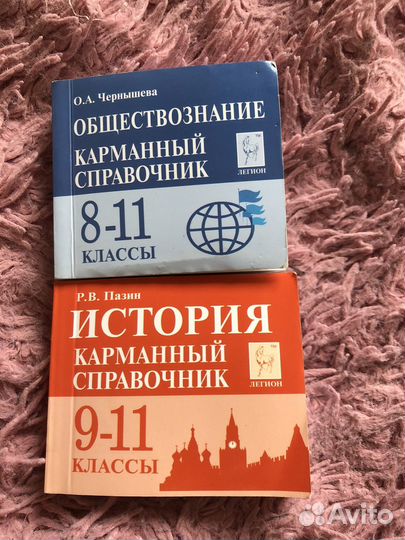 О.А. Чернышева
ОБЩЕСТВОЗНАНИЕ
КАРМАННЫЙ
СПРАВОЧНИК
ЛЕГИОН
8-11
КЛАССЫ
Р.В. Пазин
ИСТОРИЯ
КАРМАННЫЙ
СПРАВОЧНИК
ЛЕГИОН
9-11
КЛАССЫ
Avito